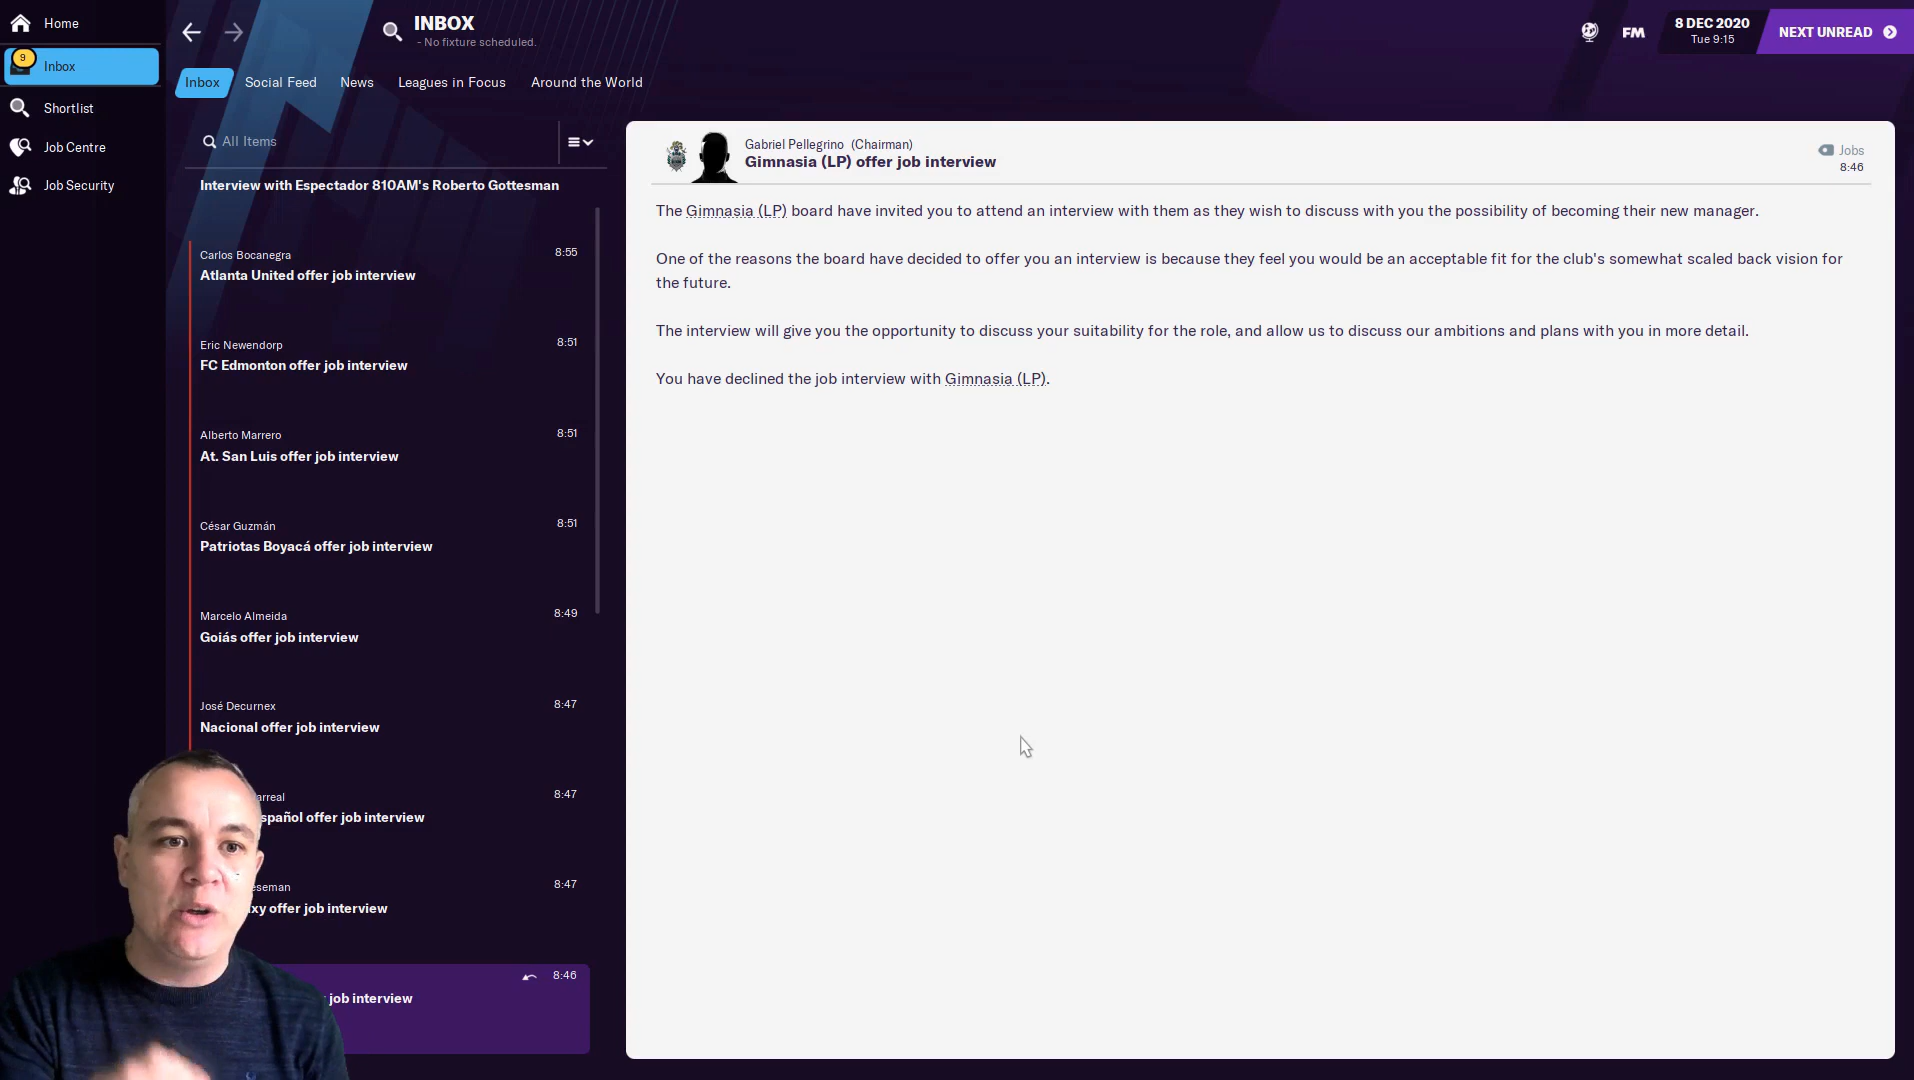 Home
9
Inbox
Shortlist
Job Centre
Job Security
INBOX
- No fixture scheduled.
FM
8 DEC 2020
Tue 9:15
NEXT UNREAD
Inbox
Social Feed
News
Leagues in Focus
Around the World
All Items
Interview with Espectador 810AM's Roberto Gottesman
Carlos Bocanegra
8:55
Atlanta United offer job interview
Eric Newendorp
8:51
FC Edmonton offer job interview
Alberto Marrero
8:51
At. San Luis offer job interview
César Guzmán
8:51
Patriotas Boyacá offer job interview
Marcelo Almeida
8:49
Goiás offer job interview
José Decurnex
8:47
Nacional offer job interview
arreal
8:47
spañol offer job interview
eseman
8:47
xy offer job interview
8:46
job interview
Gabriel Pellegrino (Chairman)
Gimnasia (LP) offer job interview
Jobs
8:46
The Gimnasia (LP) board have invited you to attend an interview with them as they wish to discuss with you the possibility of becoming their new manager.
One of the reasons the board have decided to offer you an interview is because they feel you would be an acceptable fit for the club's somewhat scaled back vision for
the future.
The interview will give you the opportunity to discuss your suitability for the role, and allow us to discuss our ambitions and plans with you in more detail.
You have declined the job interview with Gimnasia (LP).